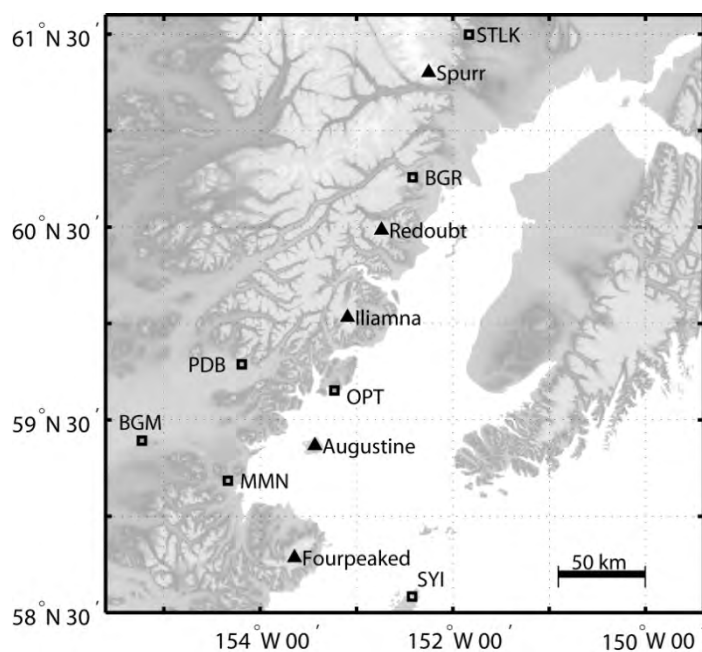 61° 30′
STLK
Spurr
BGR
60° 30′
Redoubt
Iliamna
PDB
OPT
59° 30′
BGM
Augustine
MMN
Fourpeaked
50 km
SYI
58° 30′
154° W 00′
152° W 00′
150° W 00′